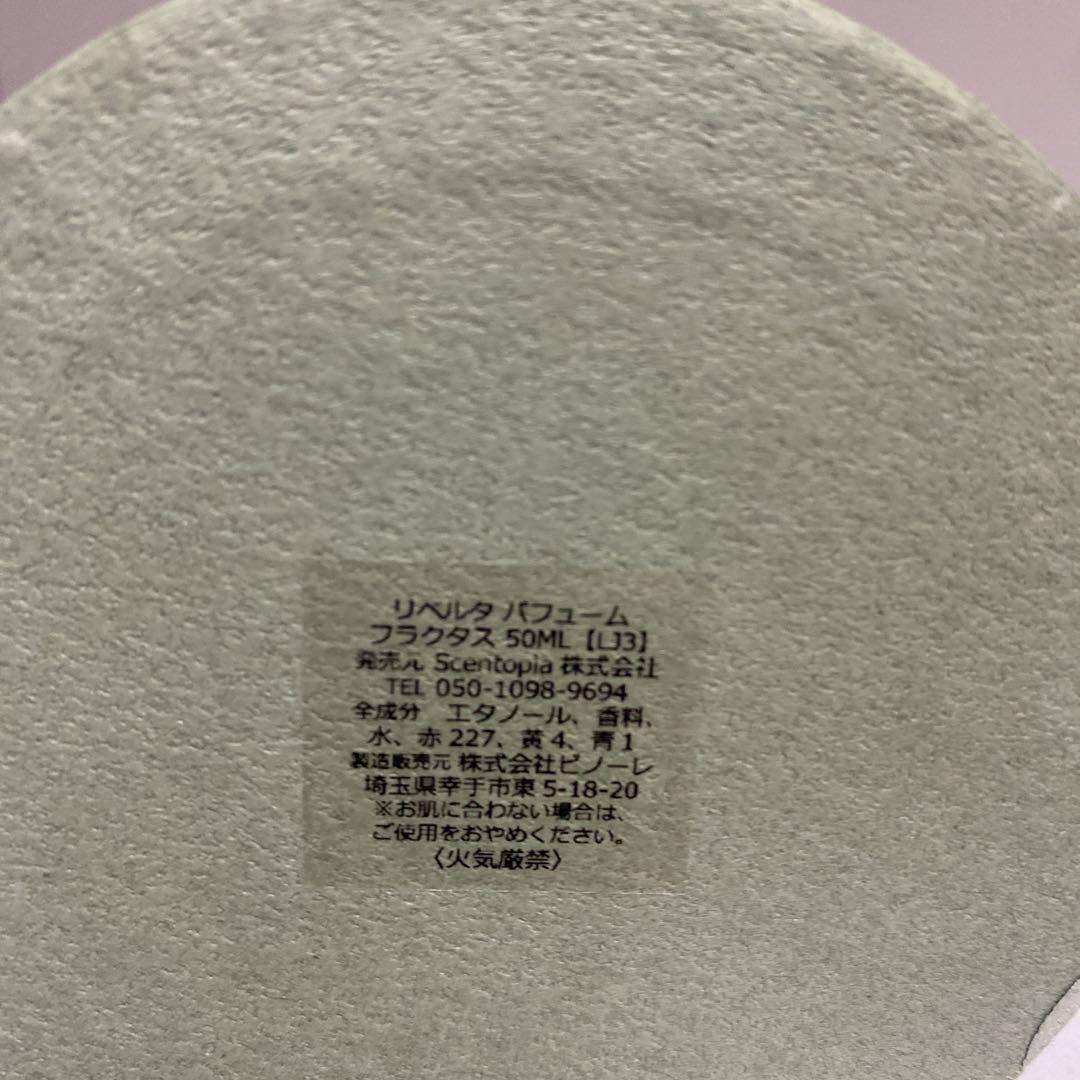 リベルタ パフューム
フラクタス 50ML【LJ3】
発売元 Scentopia 株式会社
TEL 050-1098-9694
全成分　エタノール、香料、
水、赤 227、黄 4、青 1
製造販売元 株式会社ピノーレ
埼玉県幸手市東 5-18-20
※お肌に合わない場合は、
ご使用をおやめください。
〈火気厳禁〉